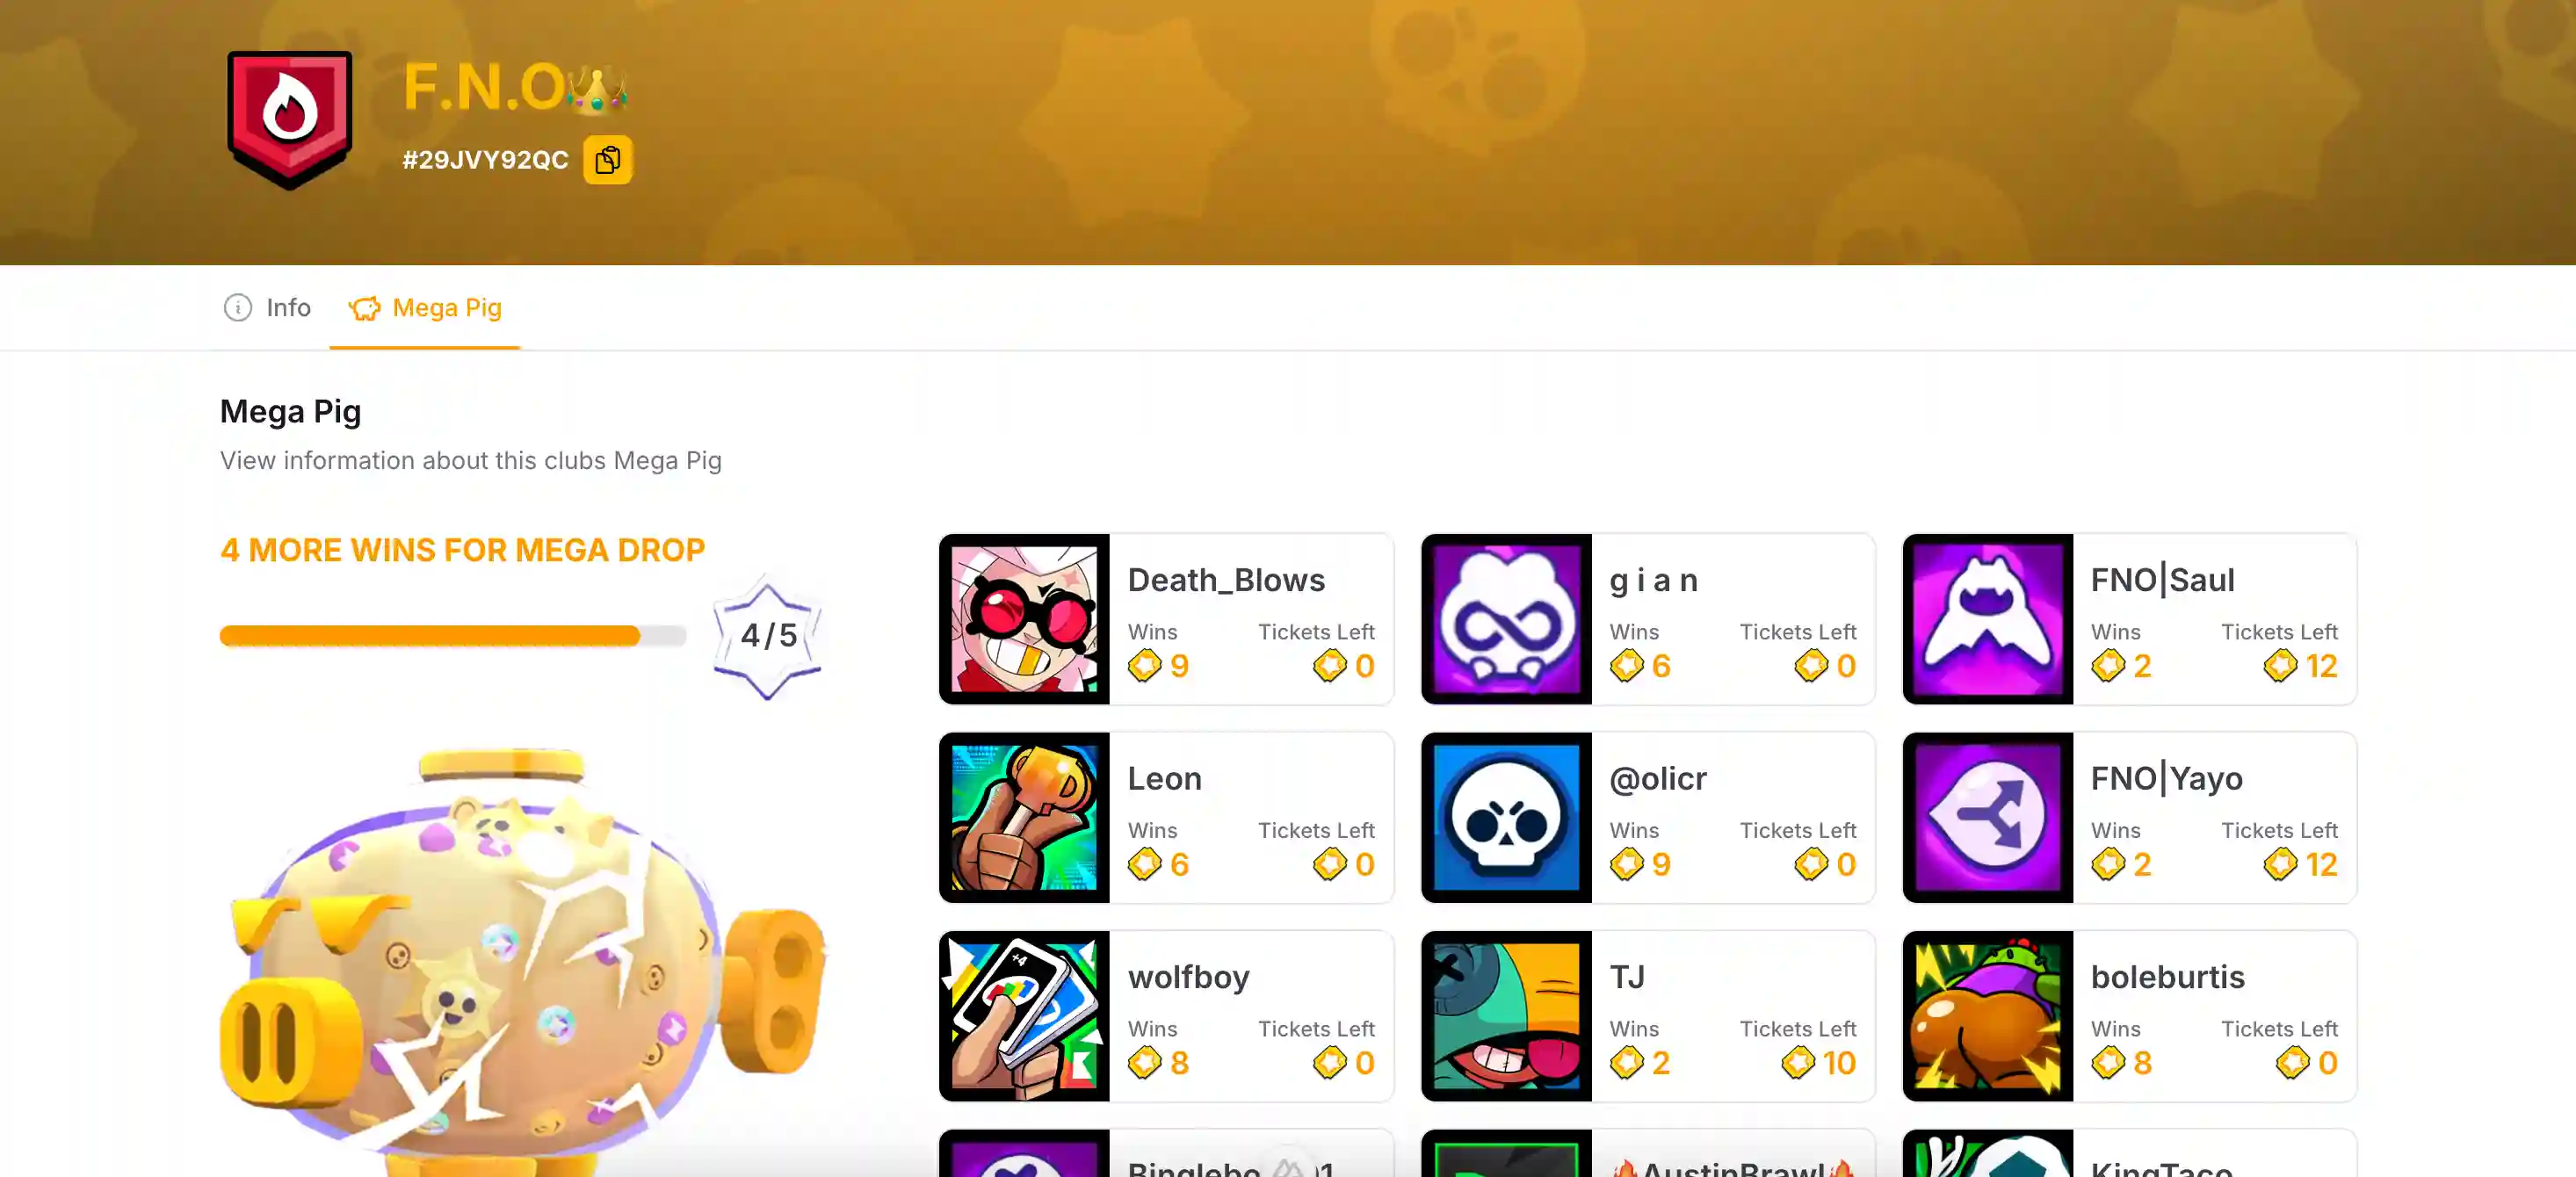 F.N.O👑
#29JVY92QC
Info
Mega Pig
Mega Pig
View information about this clubs Mega Pig
4 MORE WINS FOR MEGA DROP
4/5
Death_Blows
Wins
Tickets Left
9
0
g i a n
Wins
Tickets Left
6
0
FNO|Saul
Wins
Tickets Left
2
12
Leon
Wins
Tickets Left
6
0
@olicr
Wins
Tickets Left
9
0
FNO|Yayo
Wins
Tickets Left
2
12
+4
wolfboy
Wins
Tickets Left
8
0
TJ
Wins
Tickets Left
2
10
boleburtis
Wins
Tickets Left
8
0
🔥AustinBrawl🔥
KingTaco